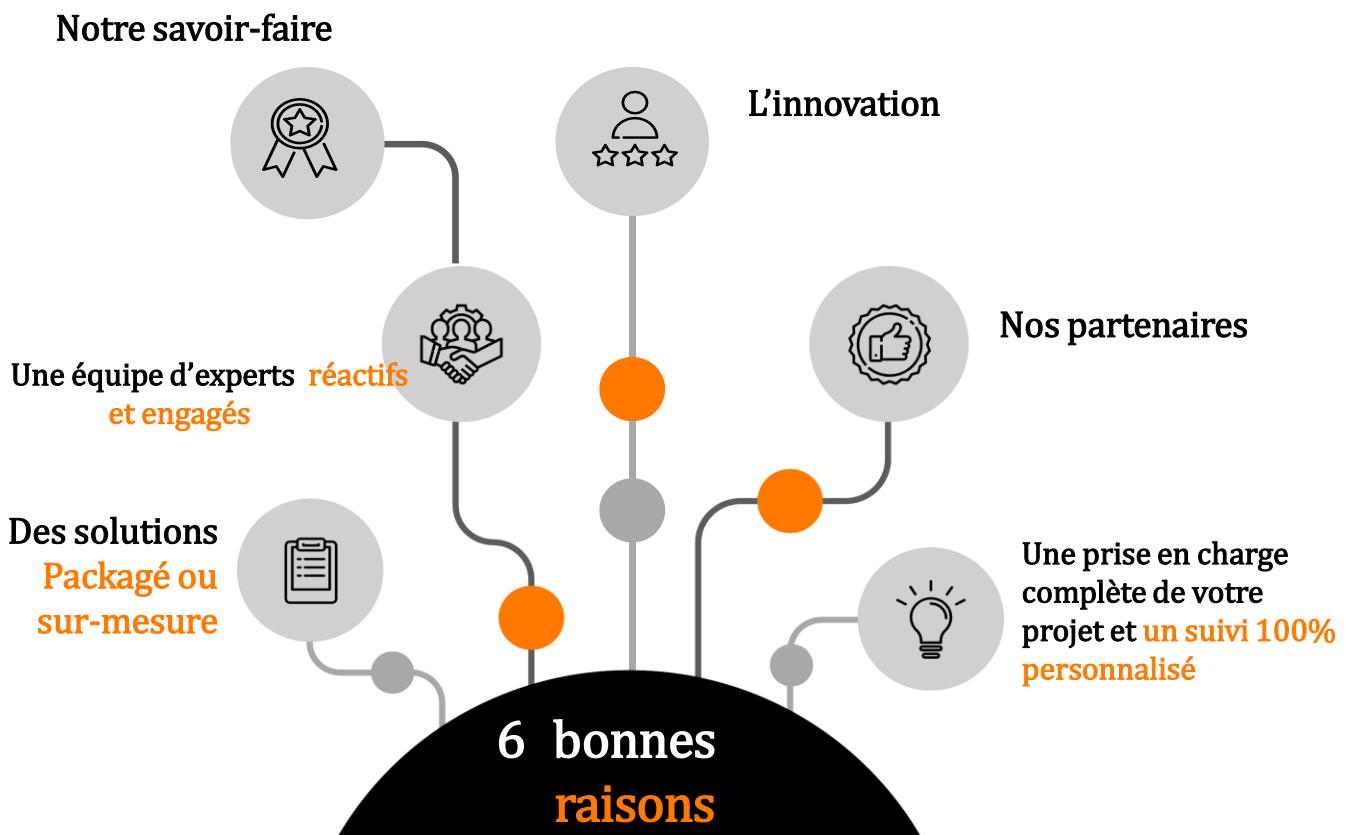 Notre savoir-faire
L’innovation
Nos partenaires
Une équipe d’experts réactifs
et engagés
Des solutions
Packagé ou
sur-mesure
Une prise en charge
complète de votre
projet et un suivi 100%
personnalisé
6 bonnes
raisons